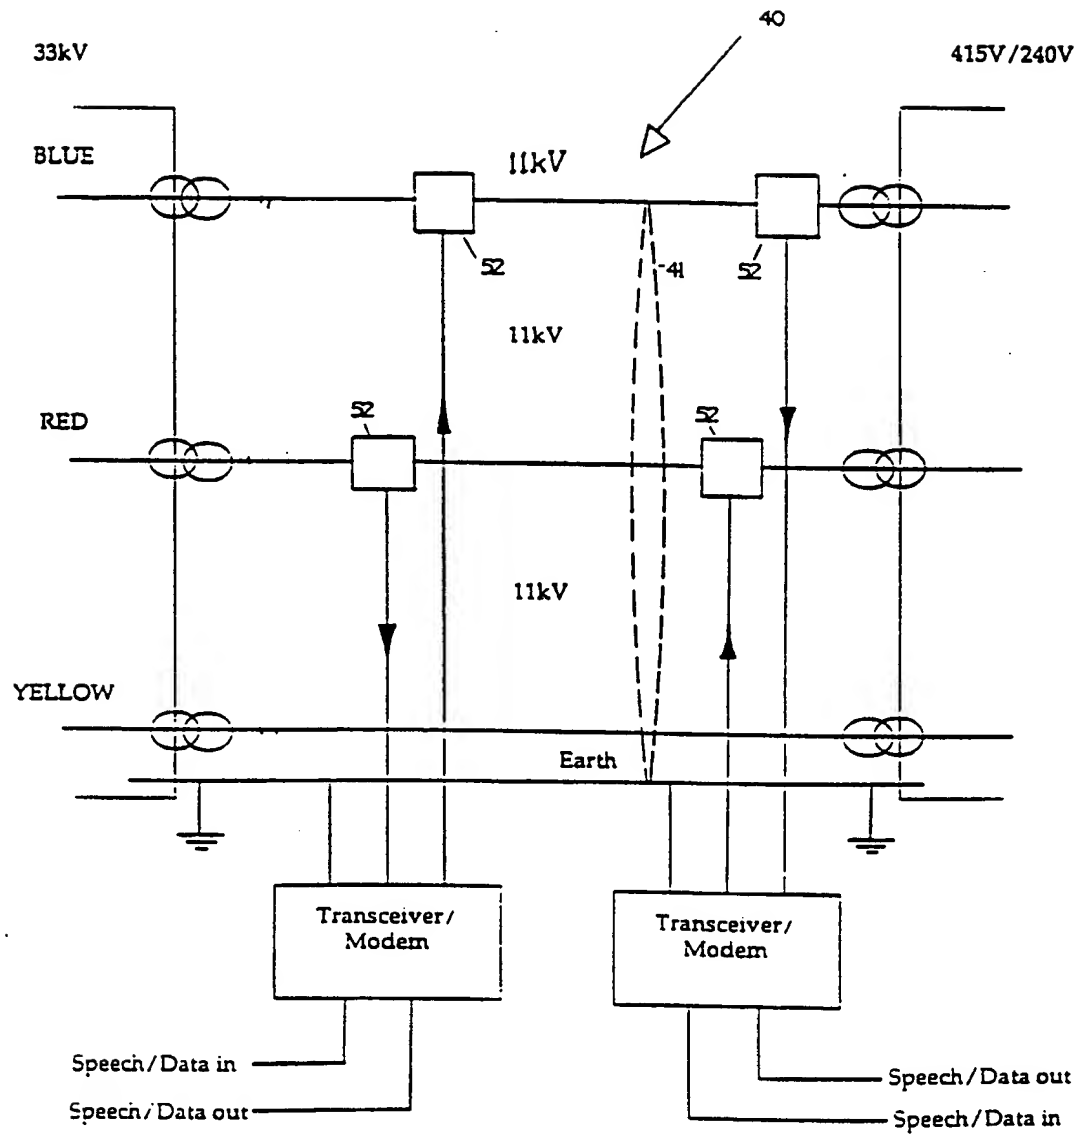 40
33kV
415V/240V
BLUE
11kV
52
41
52
11kV
RED
52
52
11kV
YELLOW
Earth
Transceiver/
Modem
Transceiver/
Modem
Speech/Data in
Speech/Data out
Speech/Data out
Speech/Data in